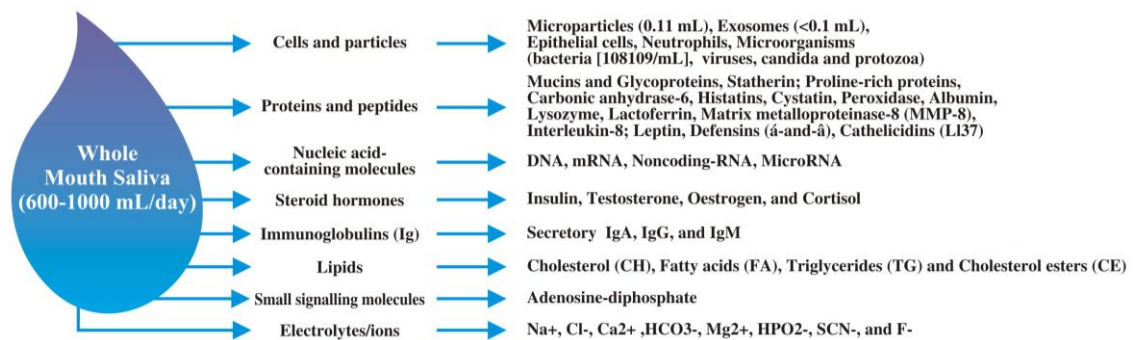 Whole
Mouth Saliva
(600-1000 mL/day)
Cells and particles
Microparticles (0.11 mL), Exosomes (<0.1 mL),
Epithelial cells, Neutrophils, Microorganisms
(bacteria [108109/mL], viruses, candida and protozoa)
Proteins and peptides
Mucins and Glycoproteins, Statherin; Proline-rich proteins,
Carbonic anhydrase-6, Histatins, Cystatin, Peroxidase, Albumin,
Lysozyme, Lactoferrin, Matrix metalloproteinase-8 (MMP-8),
Interleukin-8; Leptin, Defensins (á-and-â), Cathelicidins (Ll37)
Nucleic acid-
containing molecules
DNA, mRNA, Noncoding-RNA, MicroRNA
Steroid hormones
Insulin, Testosterone, Oestrogen, and Cortisol
Immunoglobulins (Ig)
Secretory IgA, IgG, and IgM
Lipids
Cholesterol (CH), Fatty acids (FA), Triglycerides (TG) and Cholesterol esters (CE)
Small signalling molecules
Adenosine-diphosphate
Electrolytes/ions
Na+, Cl-, Ca2+ ,HCO3-, Mg2+, HPO2-, SCN-, and F-